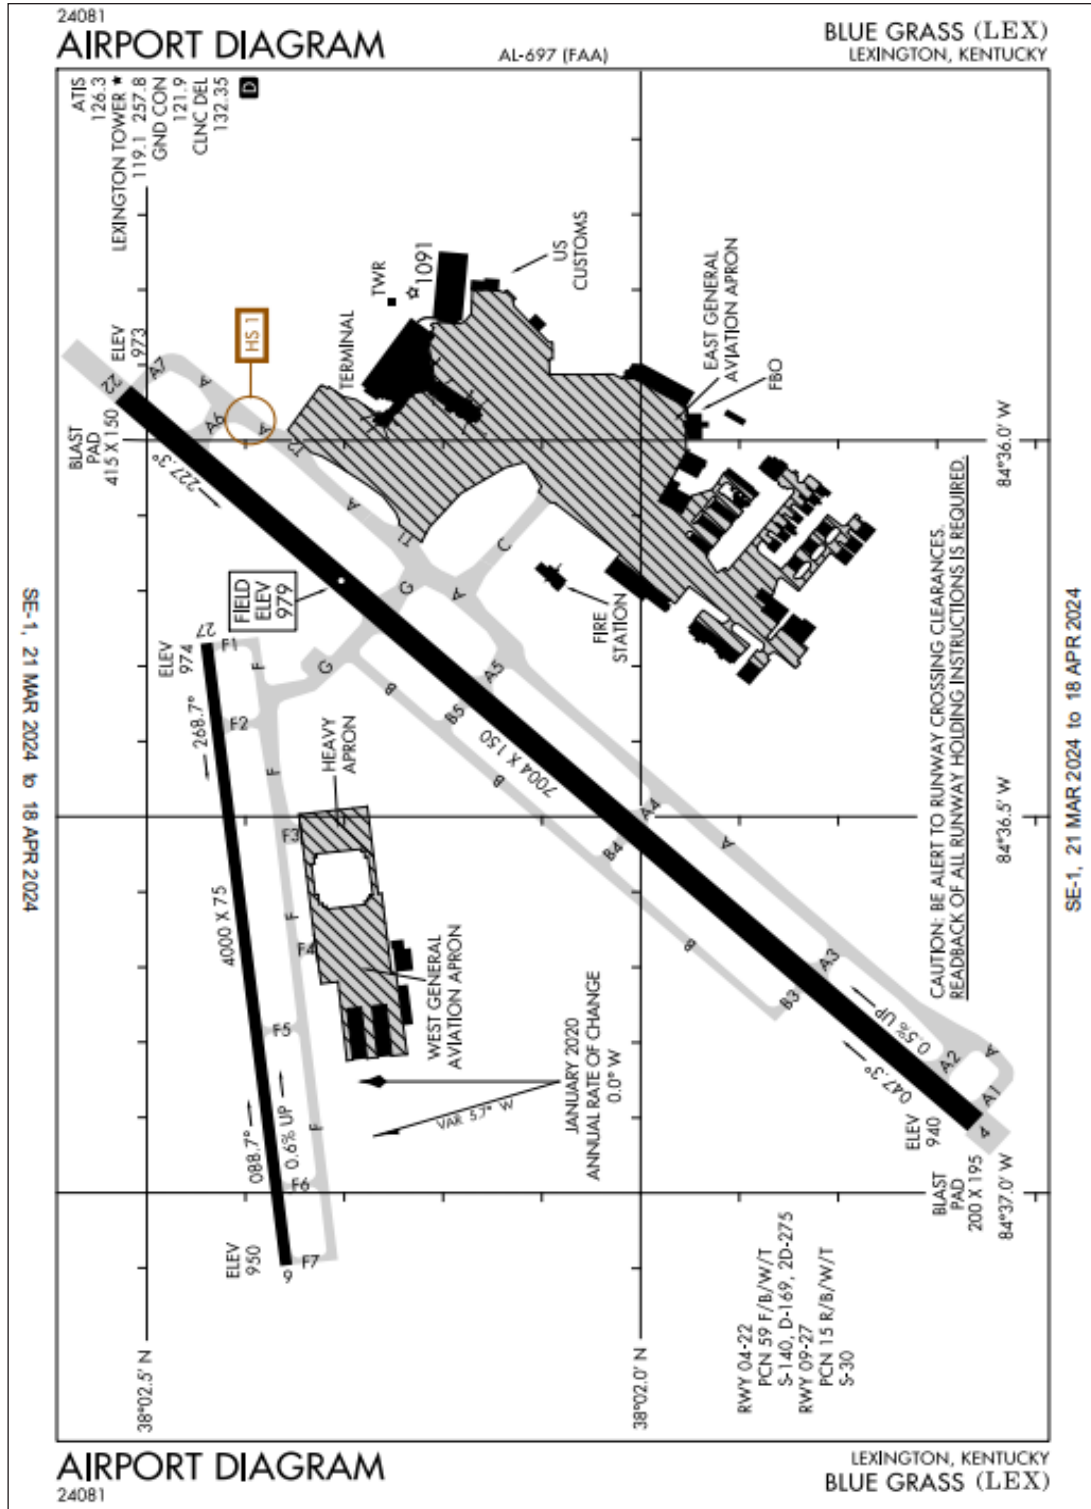 24081
AIRPORT DIAGRAM
AL-697 (FAA)
BLUE GRASS (LEX)
LEXINGTON, KENTUCKY
ATIS
126.3
LEXINGTON TOWER ★
119.1 257.8
GND CON
121.9
CLNC DEL
132.35
D
ELEV
973
22
A7
A
HS 1
A6
A
BLAST
PAD
415 X 150
227.3°
T2
A
T1
TERMINAL
TWR
1091
US
CUSTOMS
EAST GENERAL
AVIATION APRON
FBO
84°36.0' W
C
FIRE
STATION
FIELD
ELEV
979
G
G
A
ELEV
974
27
F1
F
268.7°
F2
F
HEAVY
APRON
F3
B
B5
A5
7004 X 150
B
A4
B4
A
84°36.5' W
4000 X 75
F
F4
WEST GENERAL
AVIATION APRON
F5
B
B3
A3
0.5% UP
047.3°
A2
A
A1
CAUTION: BE ALERT TO RUNWAY CROSSING CLEARANCES.
READBACK OF ALL RUNWAY HOLDING INSTRUCTIONS IS REQUIRED.
088.7°
0.6% UP
F
F6
VAR 5.7° W
JANUARY 2020
ANNUAL RATE OF CHANGE
0.0° W
ELEV
940
4
BLAST
PAD
200 X 195
84°37.0' W
ELEV
950
9
F7
RWY 04-22
PCN 59 F/B/W/T
S-140, D-169, 2D-275
RWY 09-27
PCN 15 R/B/W/T
S-30
38°02.5' N
38°02.0' N
SE-1, 21 MAR 2024 to 18 APR 2024
SE-1, 21 MAR 2024 to 18 APR 2024
AIRPORT DIAGRAM
24081
LEXINGTON, KENTUCKY
BLUE GRASS (LEX)